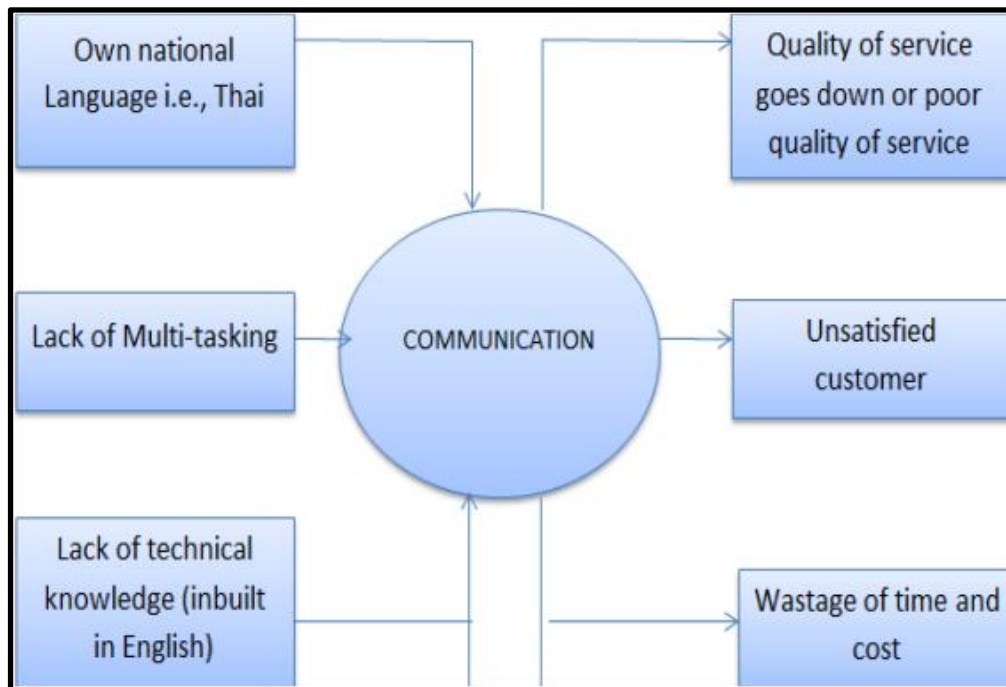 Own national
Language i.e., Thai
Quality of service
goes down or poor
quality of service
Lack of Multi-tasking
COMMUNICATION
Unsatisfied
customer
Lack of technical
knowledge (inbuilt
in English)
Wastage of time and
cost